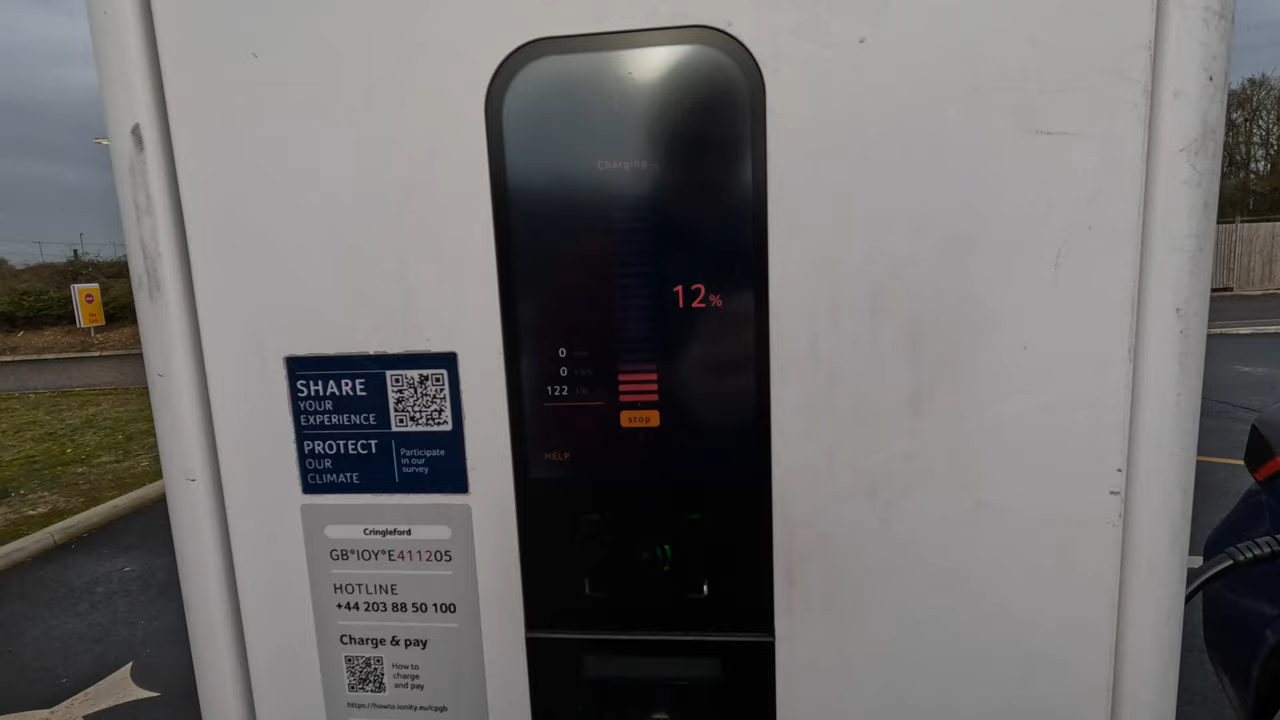 Charging
12%
0
0
122
stop
HELP
SHARE
YOUR
EXPERIENCE
PROTECT
OUR
CLIMATE
Participate
in our
survey
Cringleford
GB*IOY*E411205
HOTLINE
+44 203 88 50 100
Charge & pay
How to
charge
and pay
https://howto.ionity.eu/cpgb
No
Exit